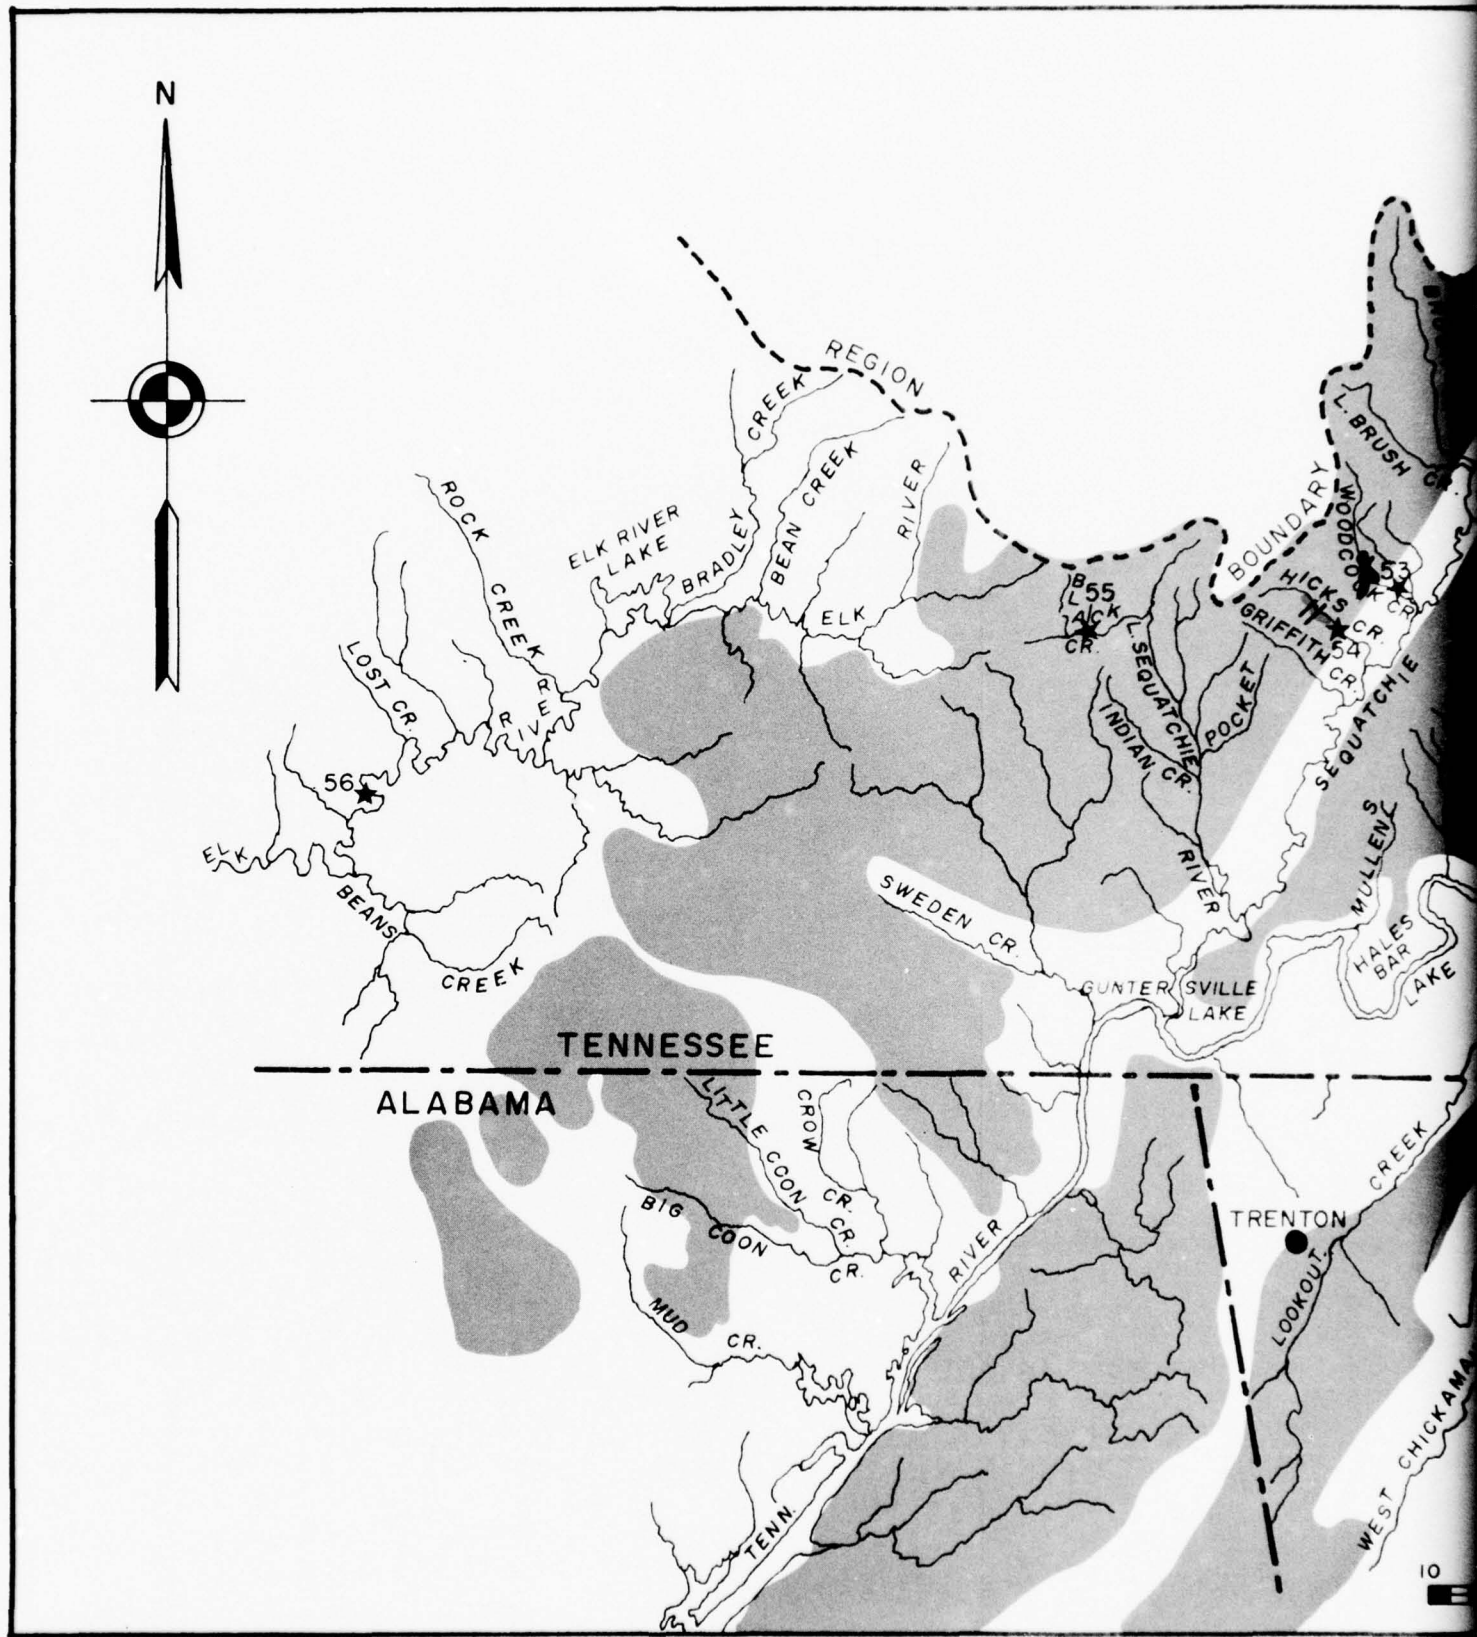 N
REGION
BOUNDARY
CREEK
BRADLEY
BEAN CREEK
RIVER
ROCK
CREEK
ELK RIVER
LAKE
ELK
L. BRUSH CR.
WOODCOCK CR.
53
HICKS CR.
54
GRIFFITH CR.
BLACK
CR.
55
L. SEQUATCHIE
RIVER
INDIAN CR.
POCKET
SEQUATCHIE
LOST CR.
RIVER
56
ELK
BEANS
CREEK
SWEDEN CR.
MULLENS
HALES
BAR
LAKE
GUNTERSVILLE
LAKE
TENNESSEE
ALABAMA
LITTLE COON CR.
CROW CR.
BIG COON CR.
MUD CR.
RIVER
TENN.
CREEK
TRENTON
LOOKOUT
WEST CHICKAMA
10